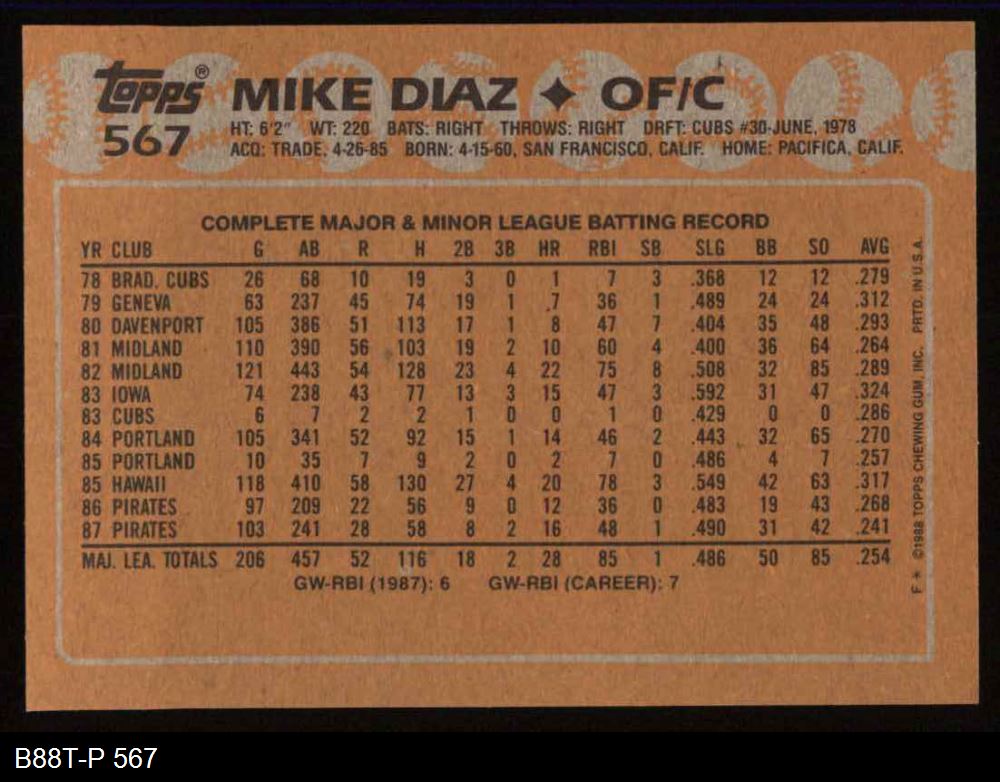 Topps® MIKE DIAZ ✦ OF/C
567
HT: 6'2" WT: 220 BATS: RIGHT THROWS: RIGHT DRFT: CUBS #30-JUNE, 1978
ACQ: TRADE, 4-26-85 BORN: 4-15-60, SAN FRANCISCO, CALIF. HOME: PACIFICA, CALIF.
COMPLETE MAJOR & MINOR LEAGUE BATTING RECORD
YR CLUB G AB R H 2B 3B HR RBI SB SLG BB SO AVG
78 BRAD. CUBS 26 68 10 19 3 0 1 7 3 .368 12 12 .279
79 GENEVA 63 237 45 74 19 1 .7 36 1 .489 24 24 .312
80 DAVENPORT 105 386 51 113 17 1 8 47 7 .404 35 48 .293
81 MIDLAND 110 390 56 103 19 2 10 60 4 .400 36 64 .264
82 MIDLAND 121 443 54 128 23 4 22 75 8 .508 32 85 .289
83 IOWA 74 238 43 77 13 3 15 47 3 .592 31 47 .324
83 CUBS 6 7 2 2 1 0 0 1 0 .429 0 0 .286
84 PORTLAND 105 341 52 92 15 1 14 46 2 .443 32 65 .270
85 PORTLAND 10 35 7 9 2 0 2 7 0 .486 4 7 .257
85 HAWAII 118 410 58 130 27 4 20 78 3 .549 42 63 .317
86 PIRATES 97 209 22 56 9 0 12 36 0 .483 19 43 .268
87 PIRATES 103 241 28 58 8 2 16 48 1 .490 31 42 .241
MAJ. LEA. TOTALS 206 457 52 116 18 2 28 85 1 .486 50 85 .254
GW-RBI (1987): 6 GW-RBI (CAREER): 7
F * ©1988 TOPPS CHEWING GUM, INC. PRTD. IN U.S.A.
B88T-P 567